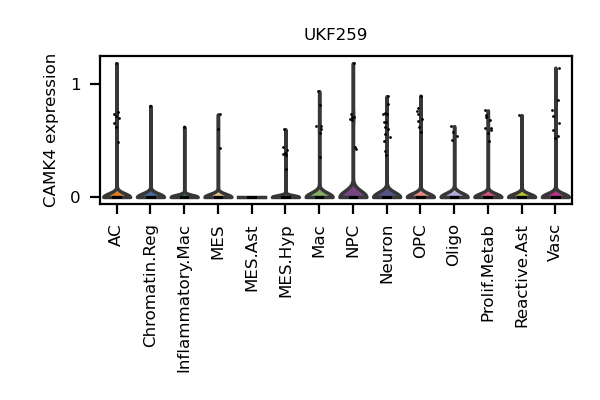 UKF259
CAMK4 expression
1
0
AC
Chromatin.Reg
Inflammatory.Mac
MES
MES.Ast
MES.Hyp
Mac
NPC
Neuron
OPC
Oligo
Prolif.Metab
Reactive.Ast
Vasc